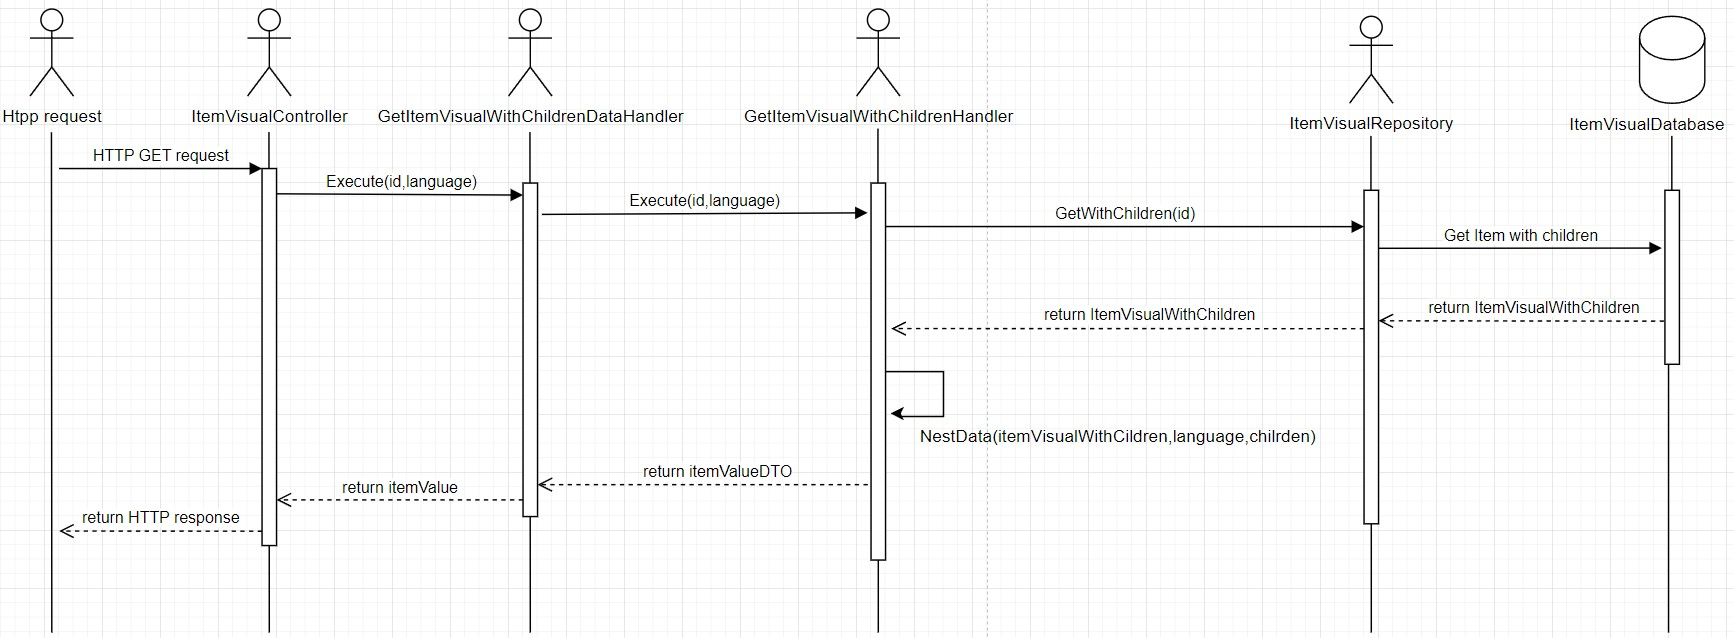 Htpp request
ItemVisualController
GetItemVisualWithChildrenDataHandler
GetItemVisualWithChildrenHandler
ItemVisualRepository
ItemVisualDatabase
HTTP GET request
Execute(id,language)
Execute(id,language)
GetWithChildren(id)
Get Item with children
return ItemVisualWithChildren
return ItemVisualWithChildren
NestData(itemVisualWithCildren,language,chilrden)
return itemValueDTO
return itemValue
return HTTP response